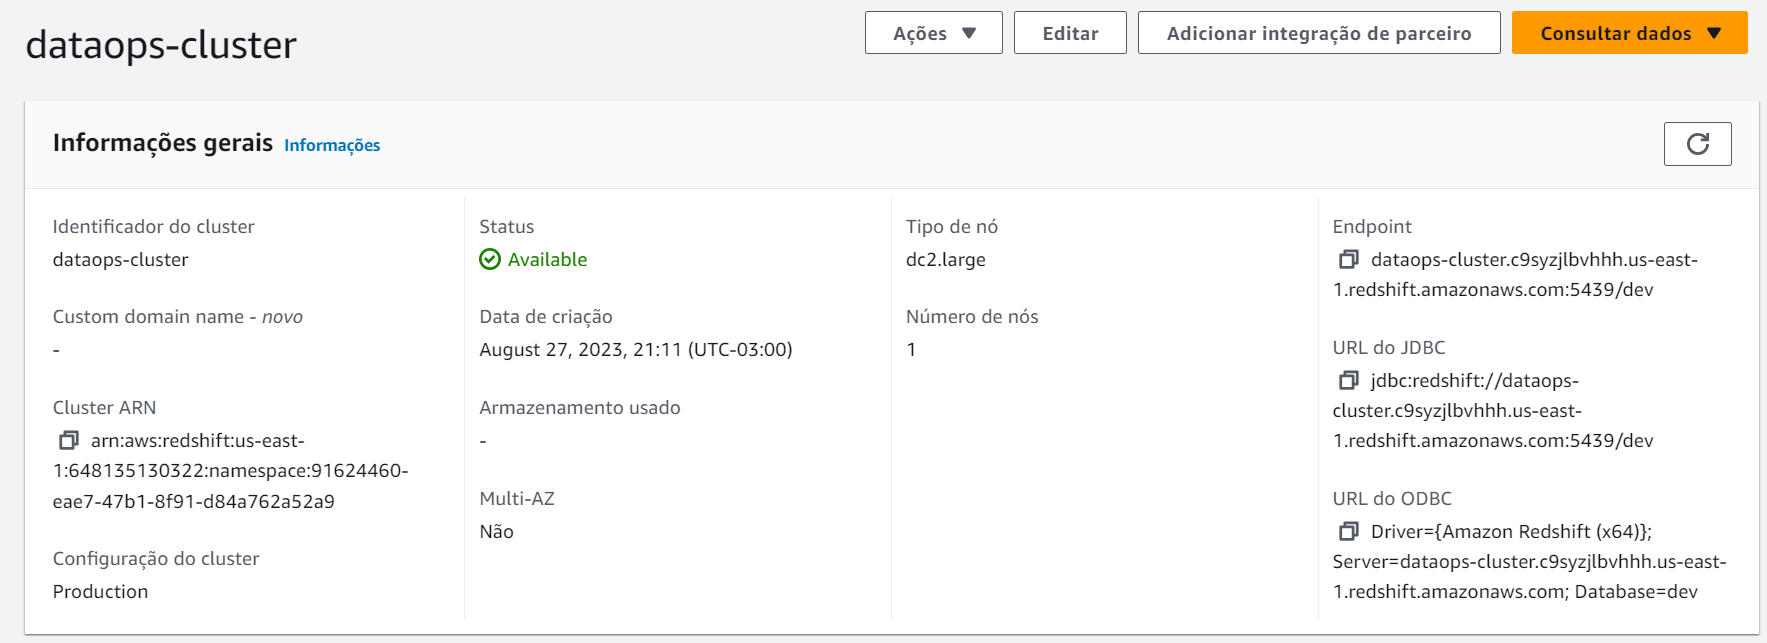 dataops-cluster
Ações
Editar
Adicionar integração de parceiro
Consultar dados
Informações gerais Informações
Identificador do cluster
dataops-cluster
Custom domain name - novo
-
Cluster ARN
arn:aws:redshift:us-east-
1:648135130322:namespace:91624460-
eae7-47b1-8f91-d84a762a52a9
Configuração do cluster
Production
Status
Available
Data de criação
August 27, 2023, 21:11 (UTC-03:00)
Armazenamento usado
-
Multi-AZ
Não
Tipo de nó
dc2.large
Número de nós
1
Endpoint
dataops-cluster.c9syzjlbvhhh.us-east-
1.redshift.amazonaws.com:5439/dev
URL do JDBC
jdbc:redshift://dataops-
cluster.c9syzjlbvhhh.us-east-
1.redshift.amazonaws.com:5439/dev
URL do ODBC
Driver={Amazon Redshift (x64)};
Server=dataops-cluster.c9syzjlbvhhh.us-east-
1.redshift.amazonaws.com; Database=dev